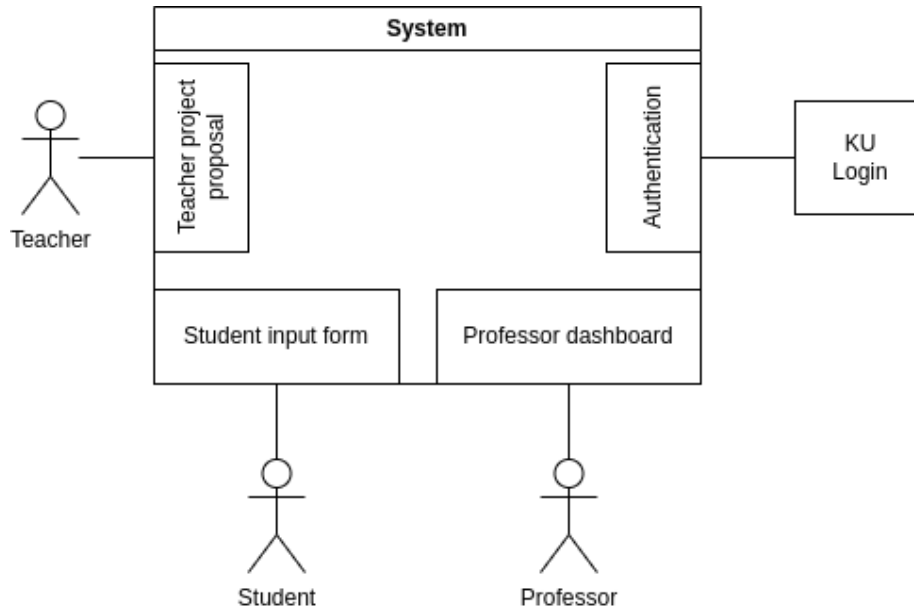 System
Teacher project
proposal
Authentication
KU
Login
Teacher
Student input form
Professor dashboard
Student
Professor